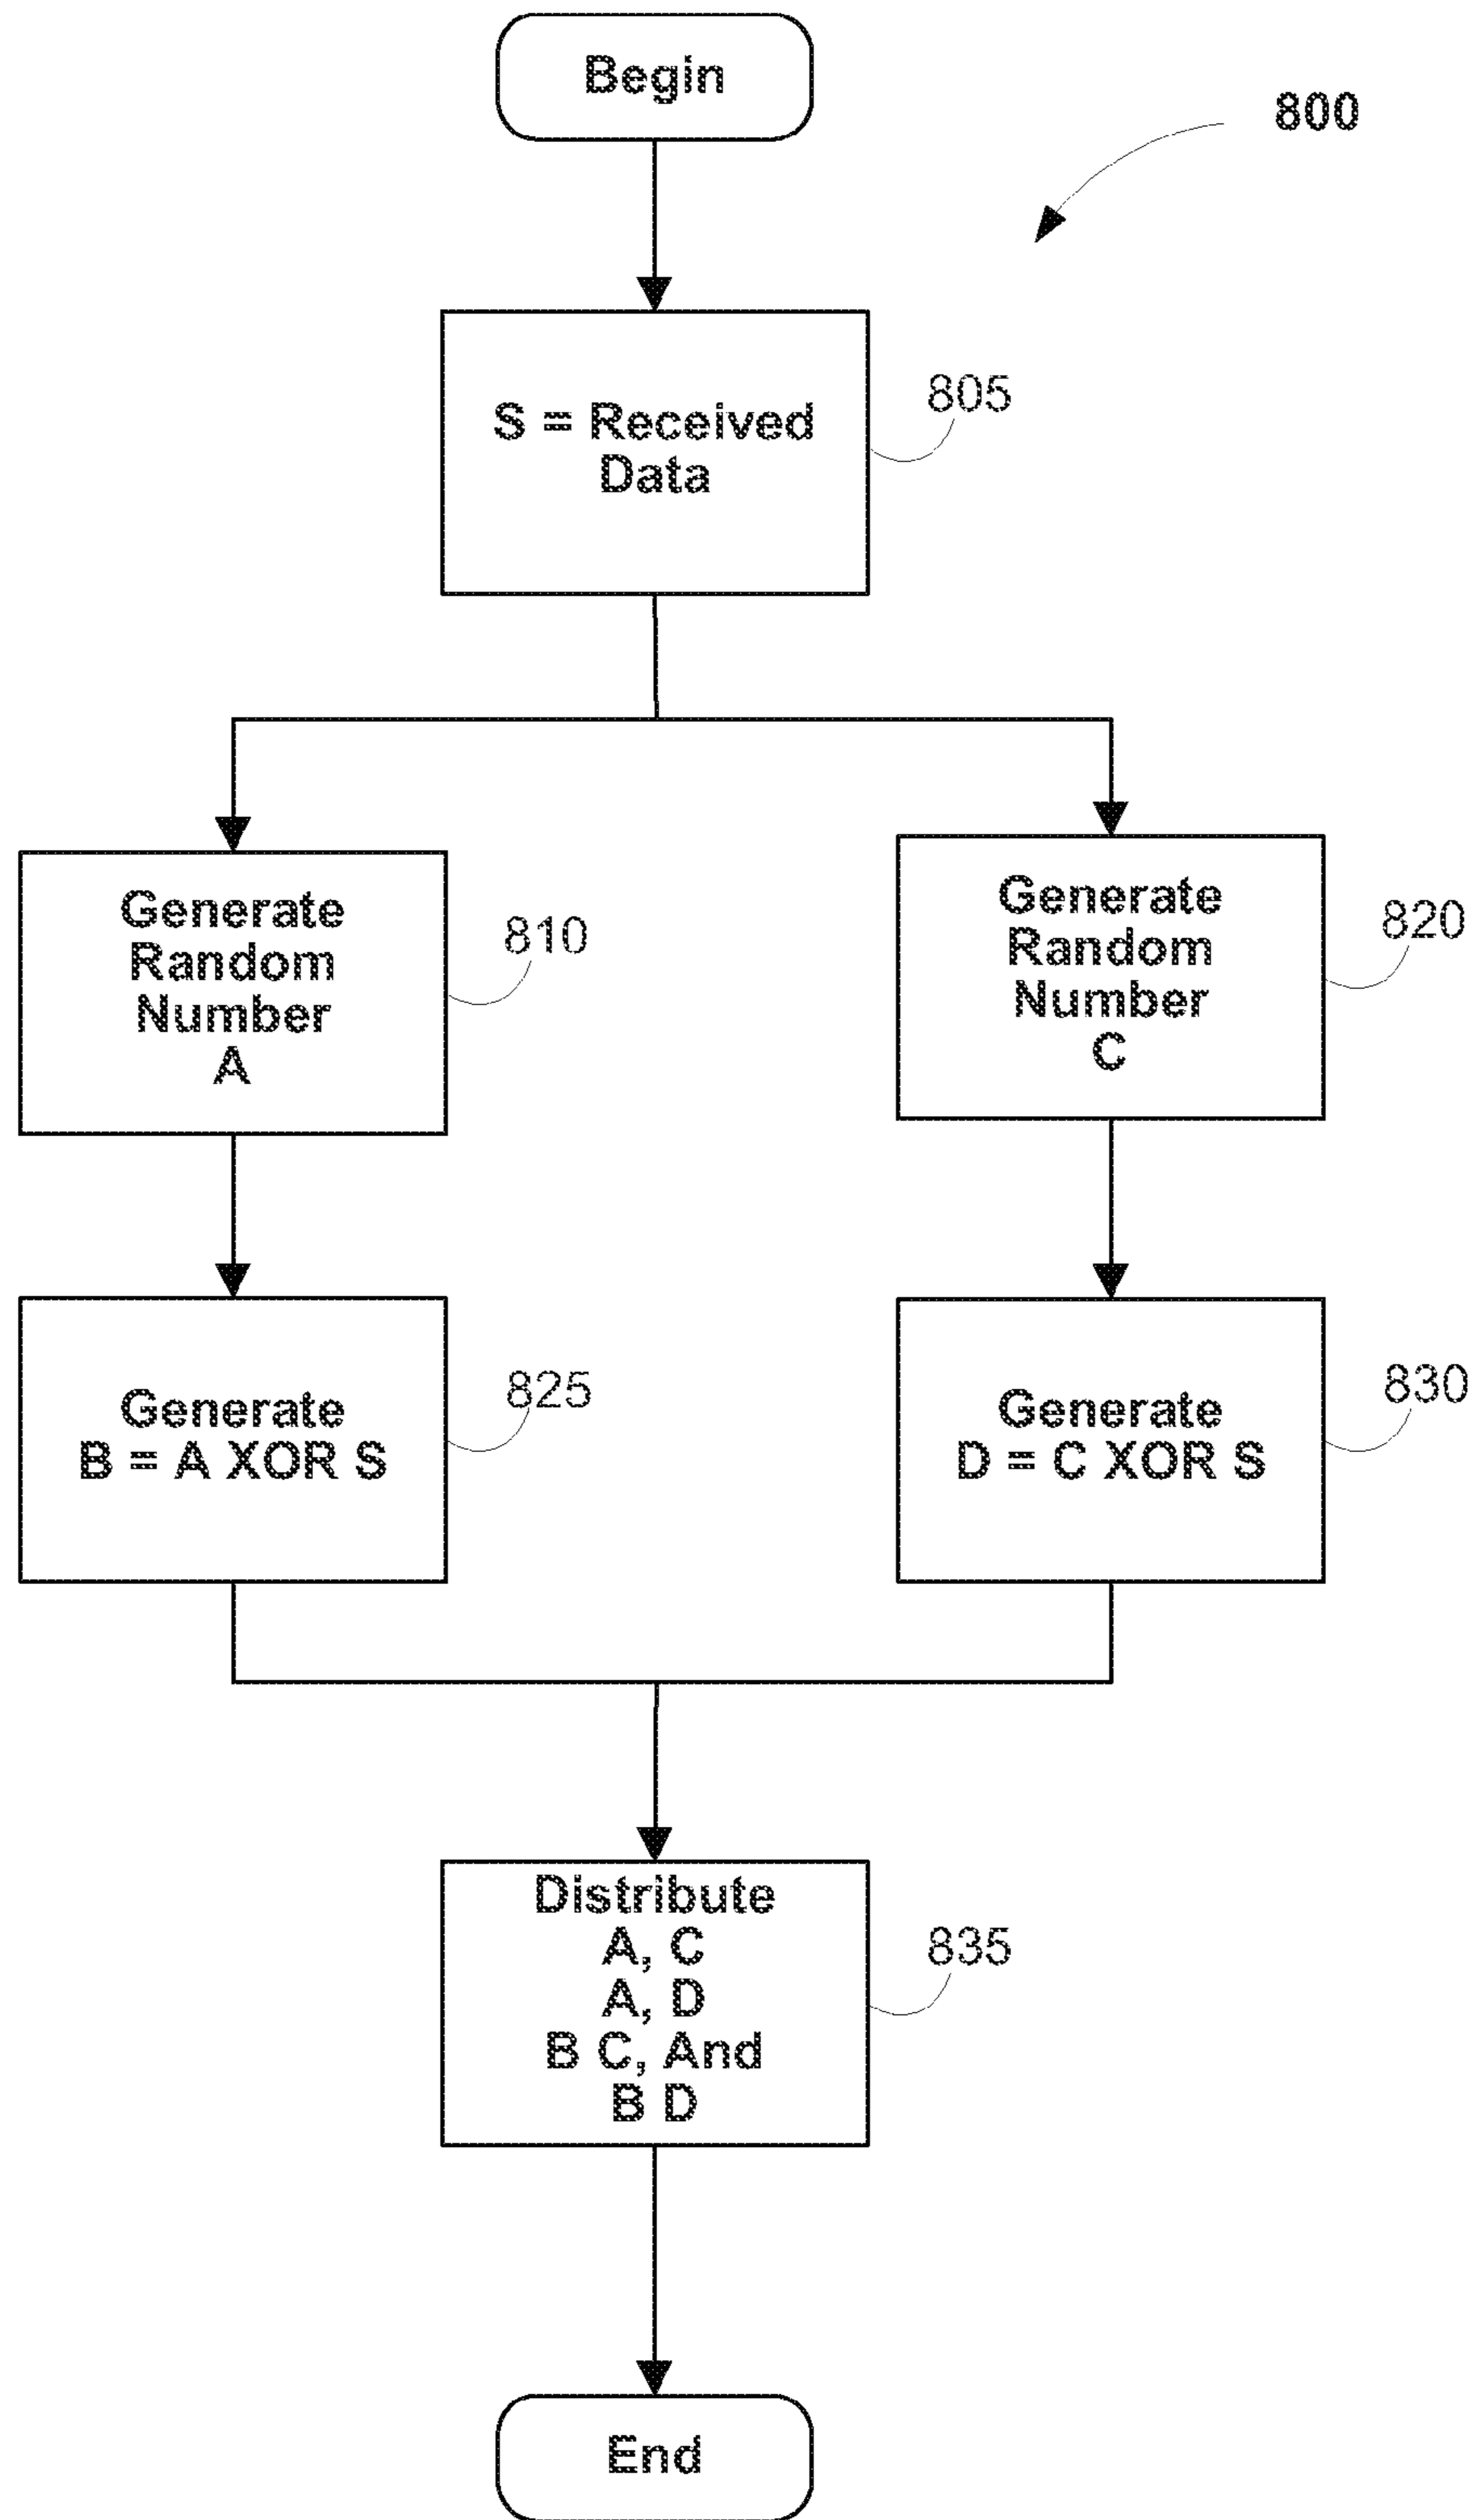 Begin
800
S = Received
Data
805
Generate
Random
Number
A
810
Generate
Random
Number
C
820
Generate
B = A XOR S
825
Generate
D = C XOR S
830
Distribute
A, C
A, D
B C, And
B D
835
End